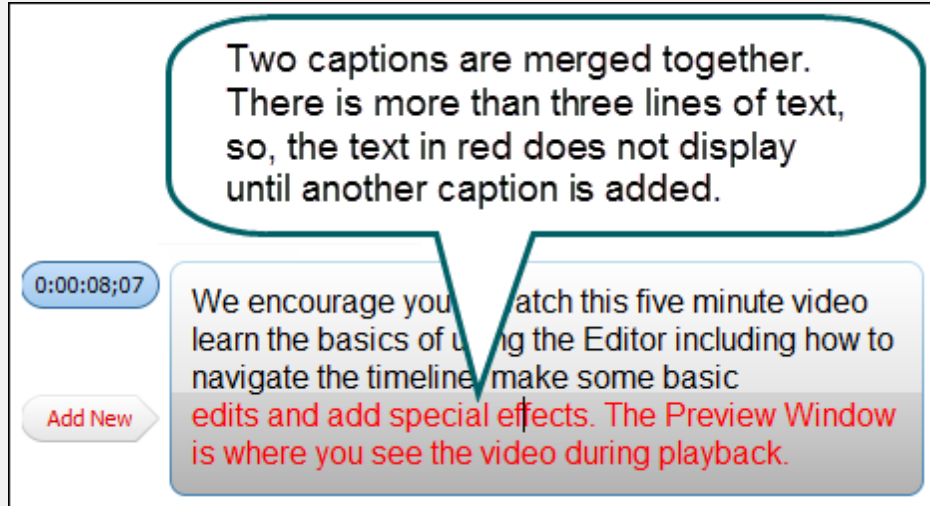 Two captions are merged together.
There is more than three lines of text,
so, the text in red does not display
until another caption is added.
0:00:08;07
We encourage you atch this five minute video
learn the basics of u ng the Editor including how to
navigate the timeline make some basic
Add New
edits and add special effects. The Preview Window
is where you see the video during playback.